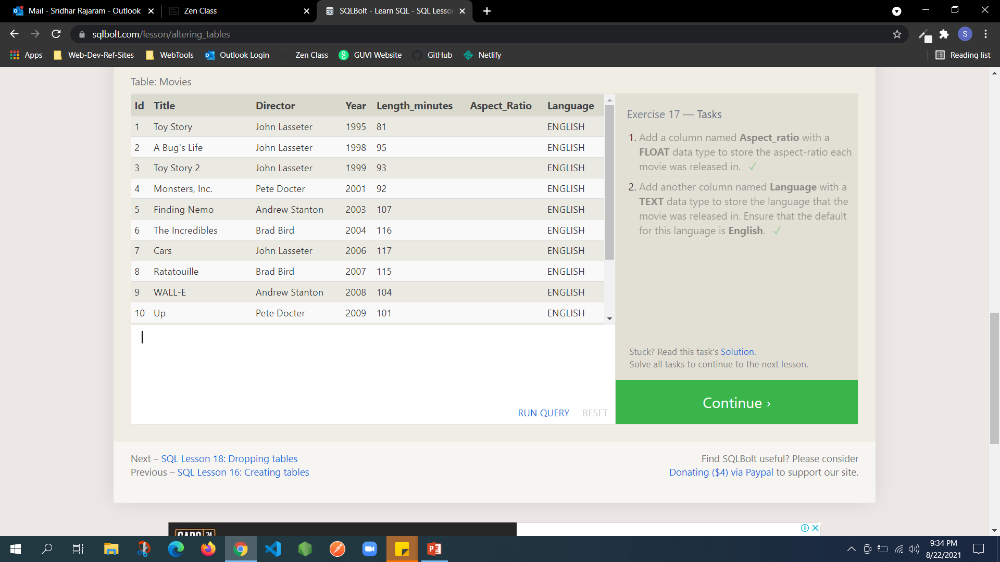 Mail - Sridhar Rajaram - Outlook
Zen Class
SQLBolt - Learn SQL - SQL Lesson
sqlbolt.com/lesson/altering_tables
S
Apps
Web-Dev-Ref-Sites
WebTools
Outlook Login
Zen Class
GUVI Website
GitHub
Netlify
Reading list
Table: Movies
Id Title Director Year Length_minutes Aspect_Ratio Language
1 Toy Story John Lasseter 1995 81 ENGLISH
2 A Bug's Life John Lasseter 1998 95 ENGLISH
3 Toy Story 2 John Lasseter 1999 93 ENGLISH
4 Monsters, Inc. Pete Docter 2001 92 ENGLISH
5 Finding Nemo Andrew Stanton 2003 107 ENGLISH
6 The Incredibles Brad Bird 2004 116 ENGLISH
7 Cars John Lasseter 2006 117 ENGLISH
8 Ratatouille Brad Bird 2007 115 ENGLISH
9 WALL-E Andrew Stanton 2008 104 ENGLISH
10 Up Pete Docter 2009 101 ENGLISH
RUN QUERY RESET
Exercise 17 — Tasks
1. Add a column named Aspect_ratio with a
FLOAT data type to store the aspect-ratio each
movie was released in. ✓
2. Add another column named Language with a
TEXT data type to store the language that the
movie was released in. Ensure that the default
for this language is English. ✓
Stuck? Read this task's Solution.
Solve all tasks to continue to the next lesson.
Continue ›
Next – SQL Lesson 18: Dropping tables
Previous – SQL Lesson 16: Creating tables
Find SQLBolt useful? Please consider
Donating ($4) via Paypal to support our site.
9:34 PM
8/22/2021